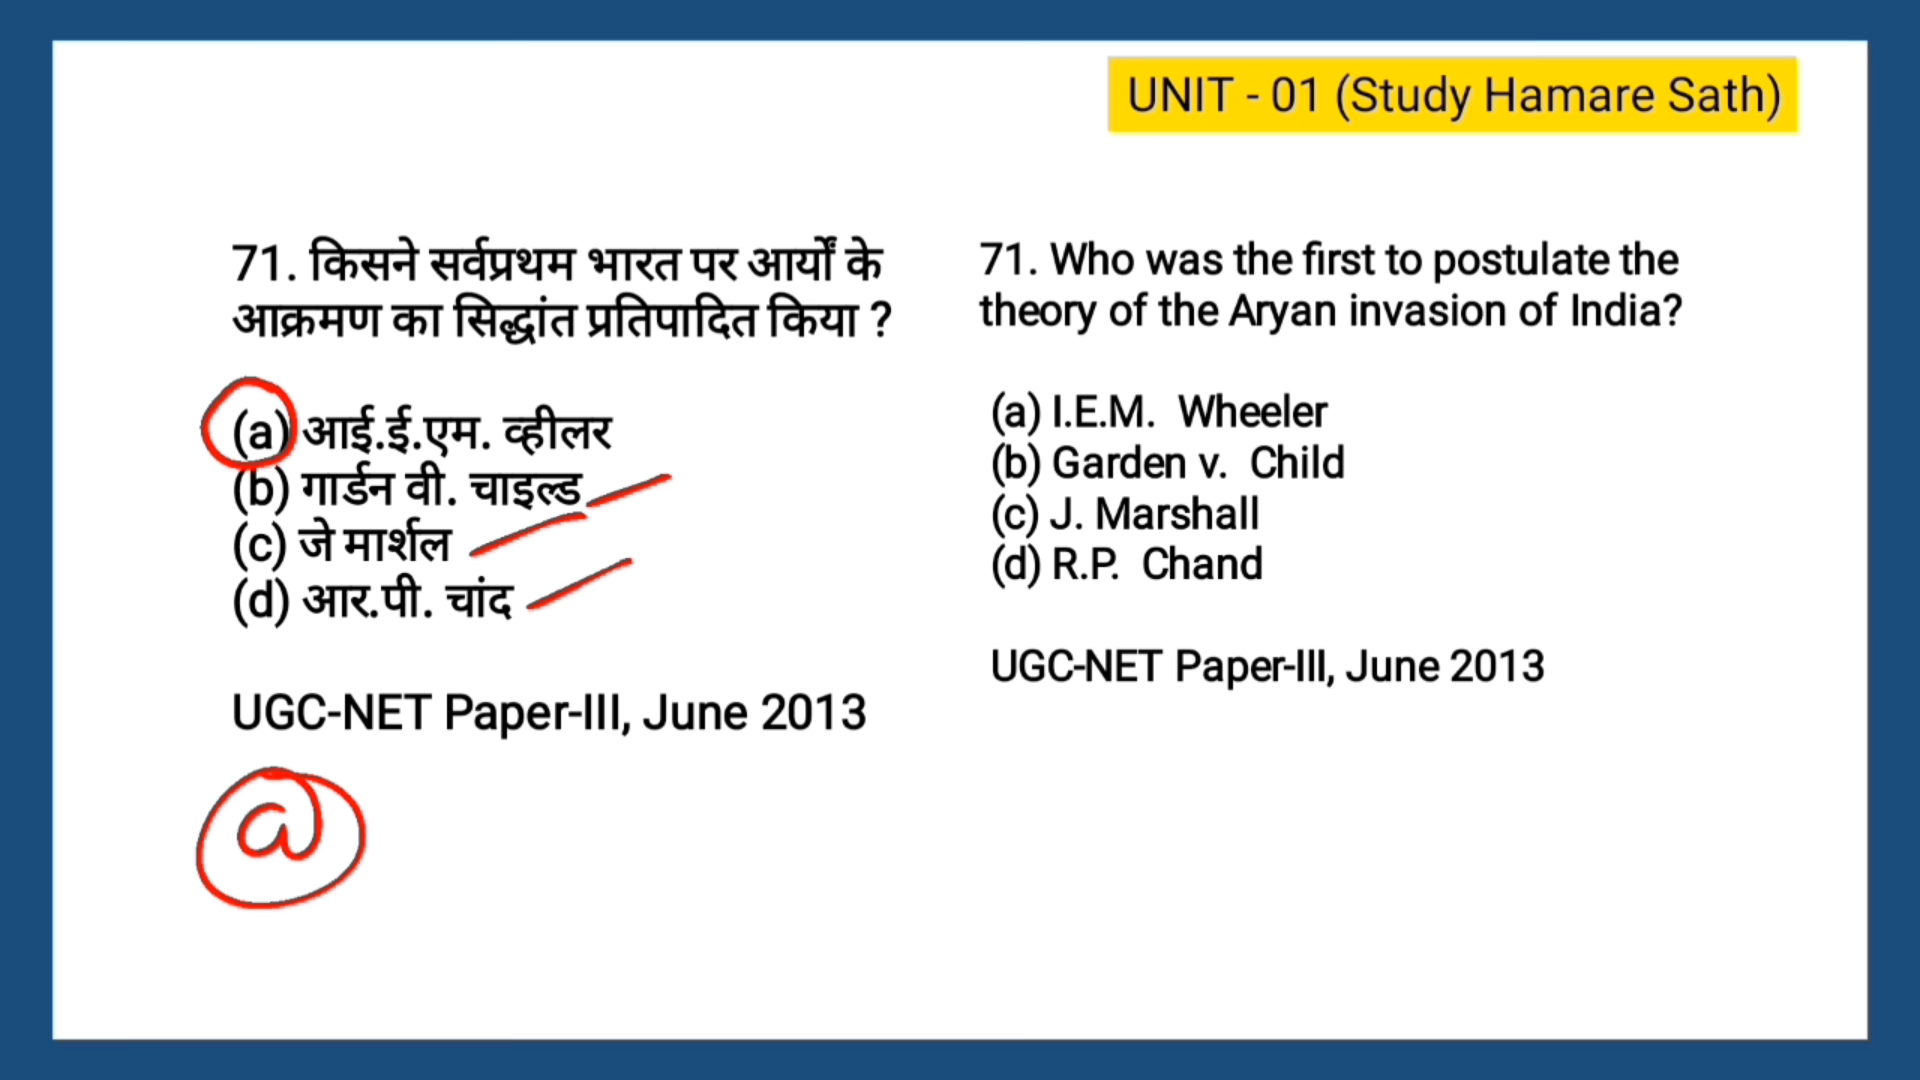 UNIT - 01 (Study Hamare Sath)
71. किसने सर्वप्रथम भारत पर आर्यों के
आक्रमण का सिद्धांत प्रतिपादित किया ?
(a) आई.ई.एम. व्हीलर
(b) गार्डन वी. चाइल्ड
(c) जे मार्शल
(d) आर.पी. चांद
UGC-NET Paper-III, June 2013
a
71. Who was the first to postulate the
theory of the Aryan invasion of India?
(a) I.E.M. Wheeler
(b) Garden v. Child
(c) J. Marshall
(d) R.P. Chand
UGC-NET Paper-III, June 2013